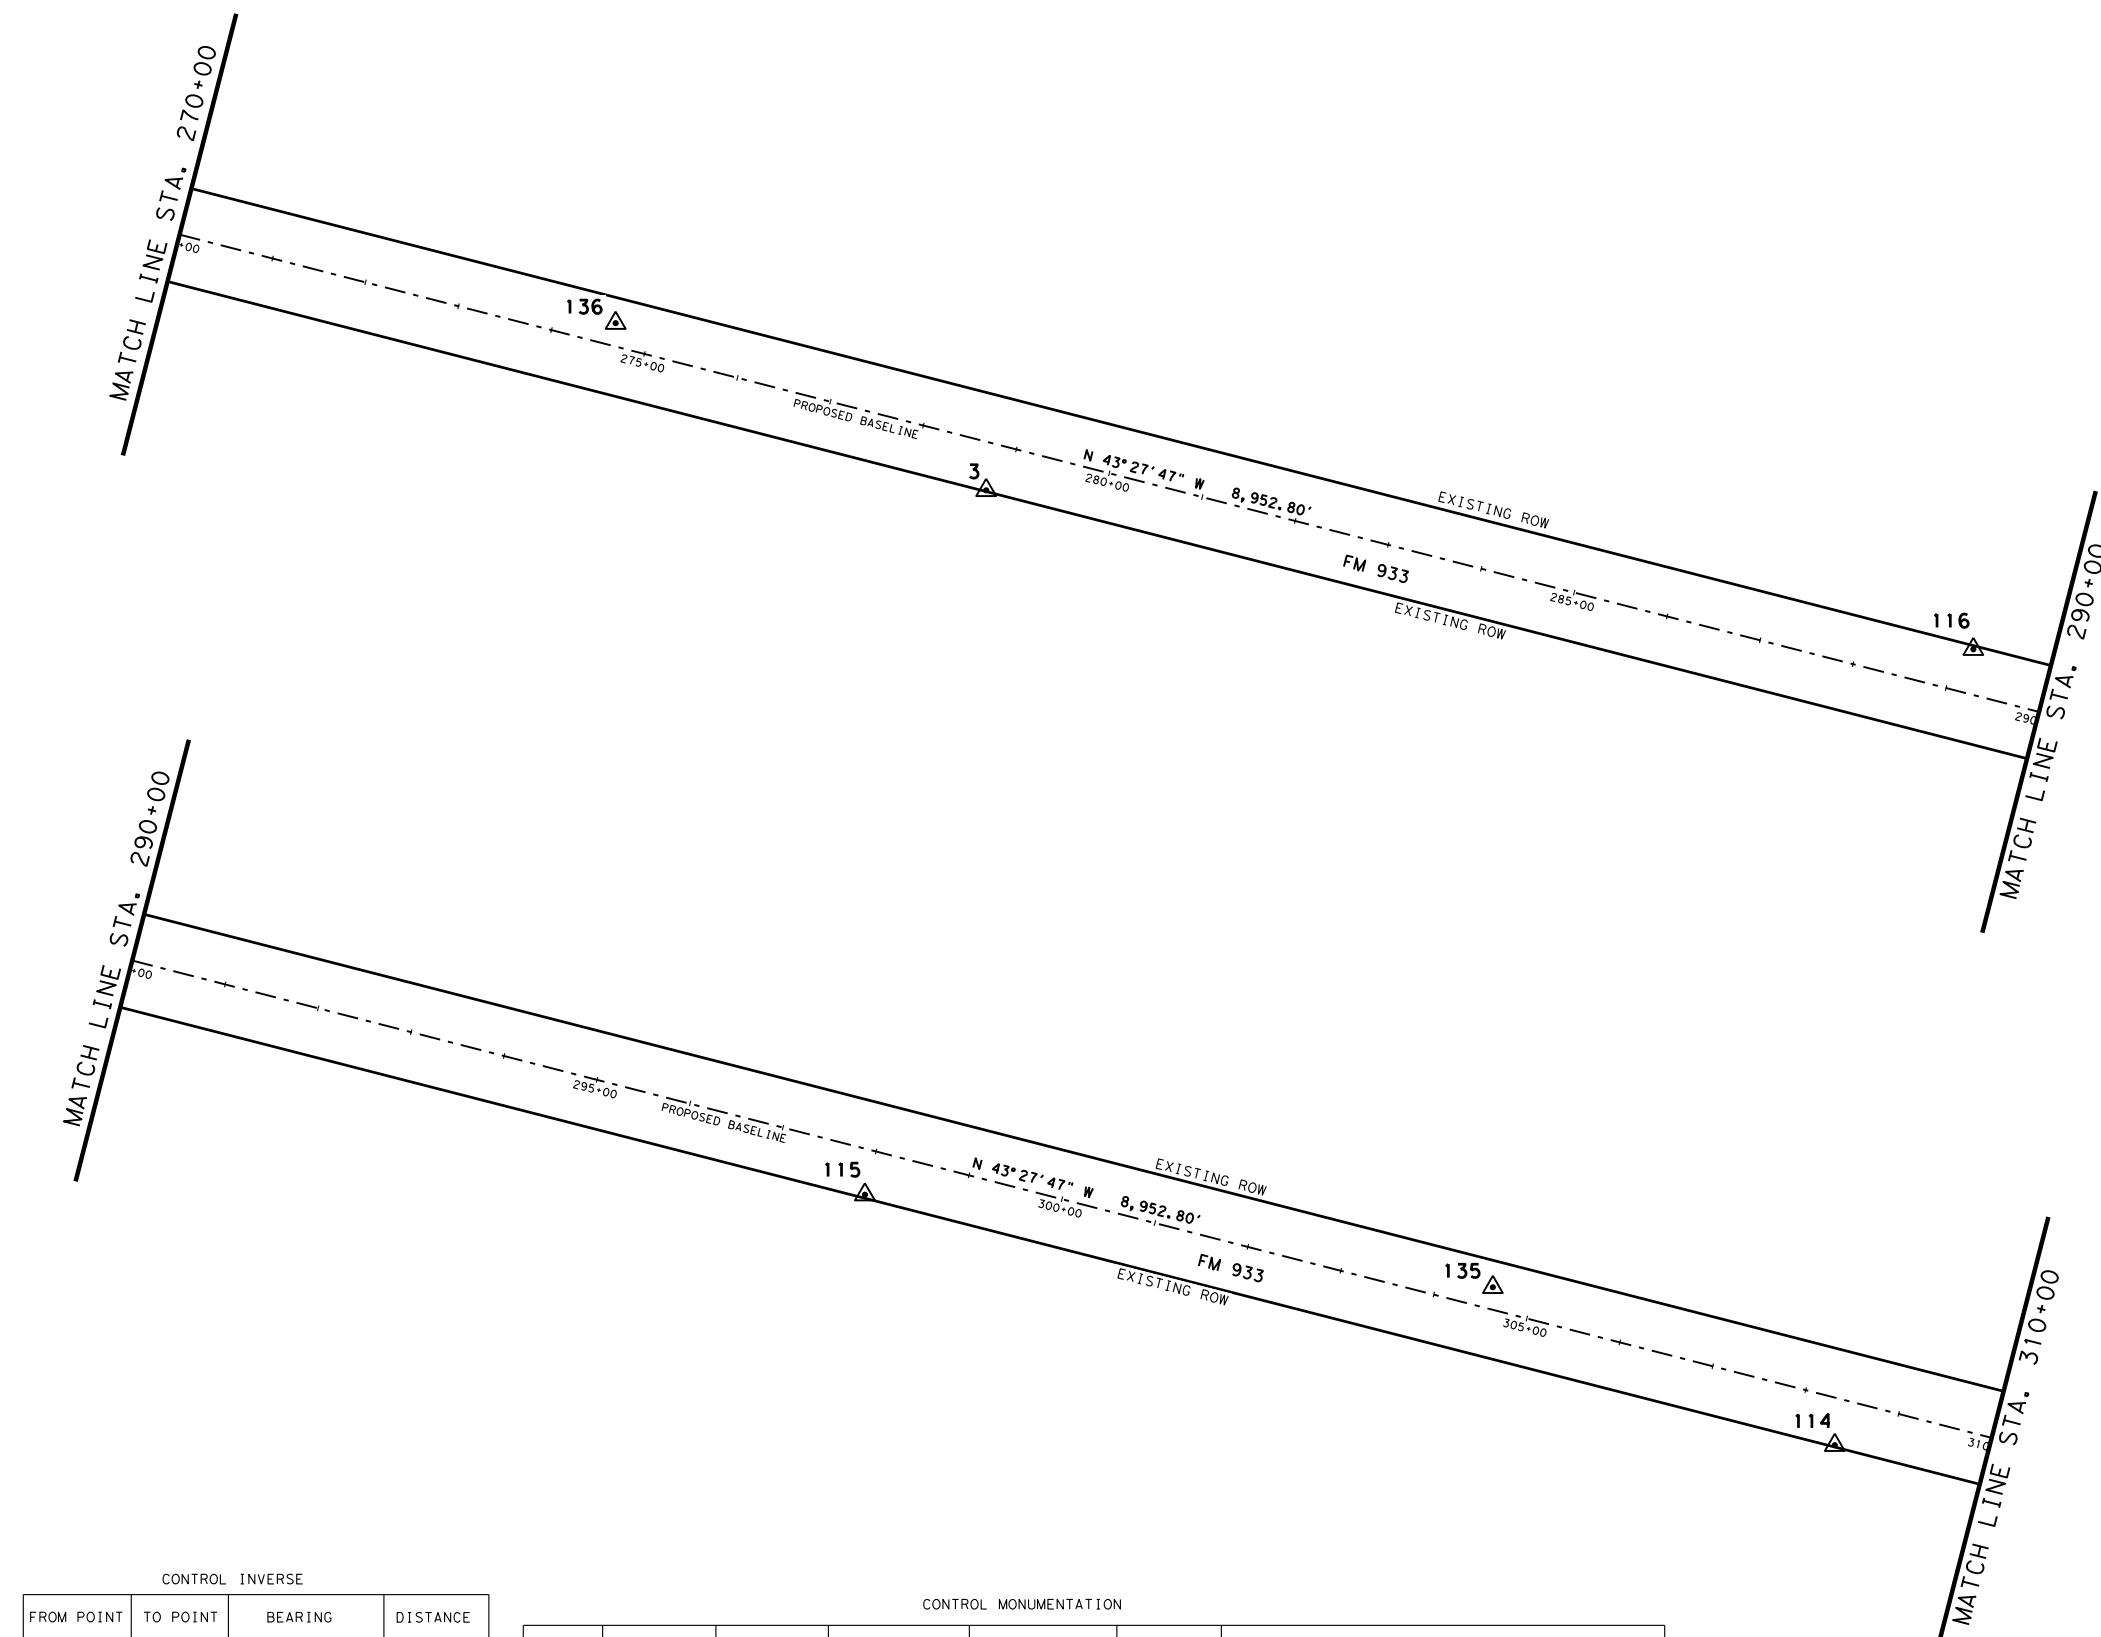 MATCH LINE STA. 270+00
+00
136
275+00
PROPOSED BASELINE
3
N 43°27'47" W 8,952.80'
280+00
EXISTING ROW
FM 933
EXISTING ROW
285+00
116
290
MATCH LINE STA. 290+00
MATCH LINE STA. 290+00
+00
295+00
PROPOSED BASELINE
115
N 43°27'47" W 8,952.80'
300+00
EXISTING ROW
FM 933
EXISTING ROW
135
305+00
114
310
MATCH LINE STA. 310+00
CONTROL INVERSE
FROM POINT TO POINT BEARING DISTANCE
CONTROL MONUMENTATION